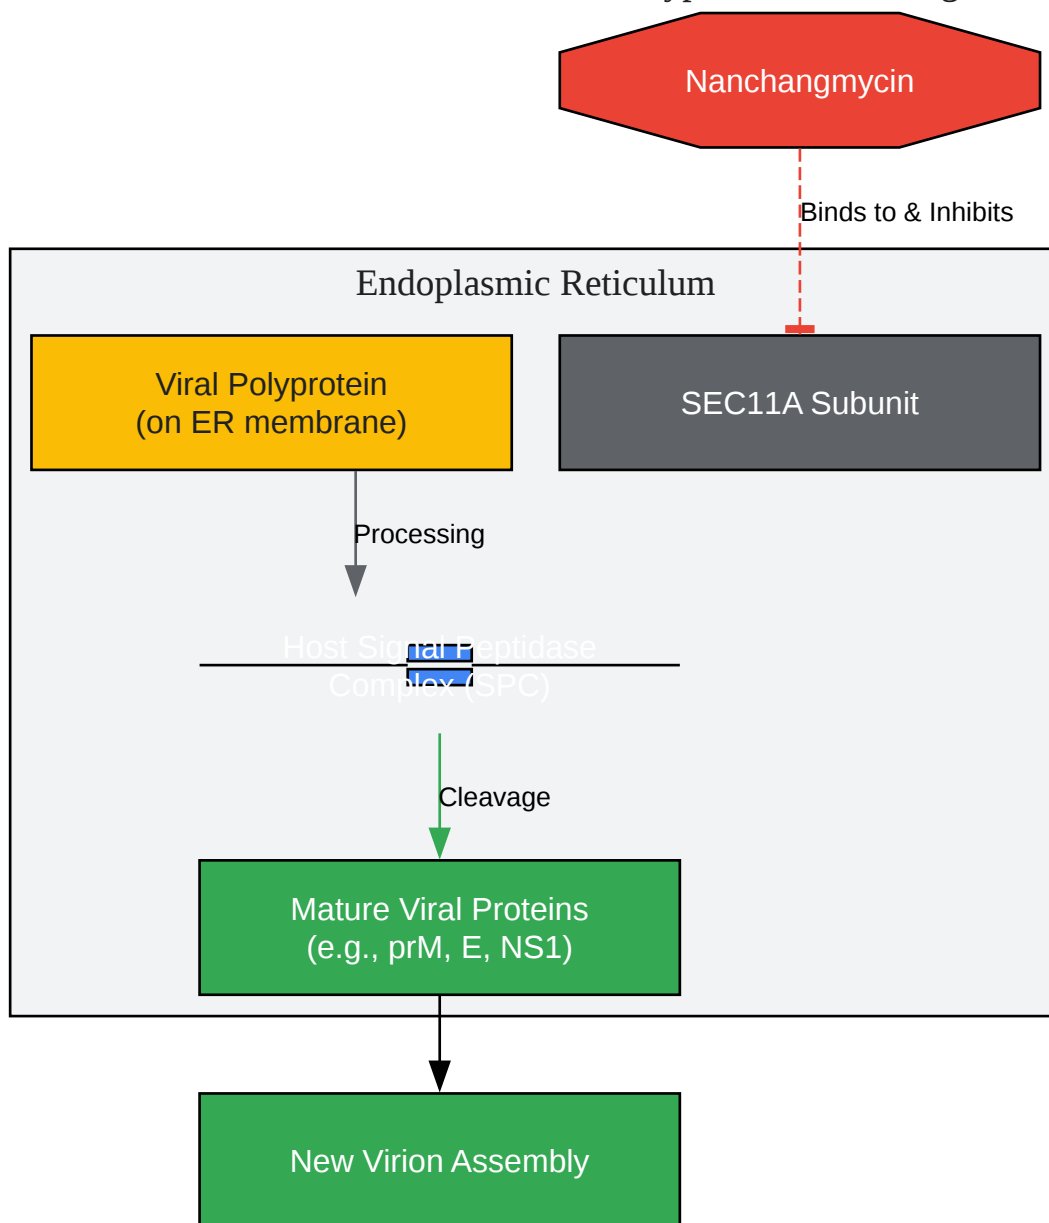 Nanchangmycin
Binds to & Inhibits
Endoplasmic Reticulum
Viral Polyprotein
(on ER membrane)
SEC11A Subunit
Processing
Host Signal Peptidase
Complex (SPC)
Cleavage
Mature Viral Proteins
(e.g., prM, E, NS1)
New Virion Assembly